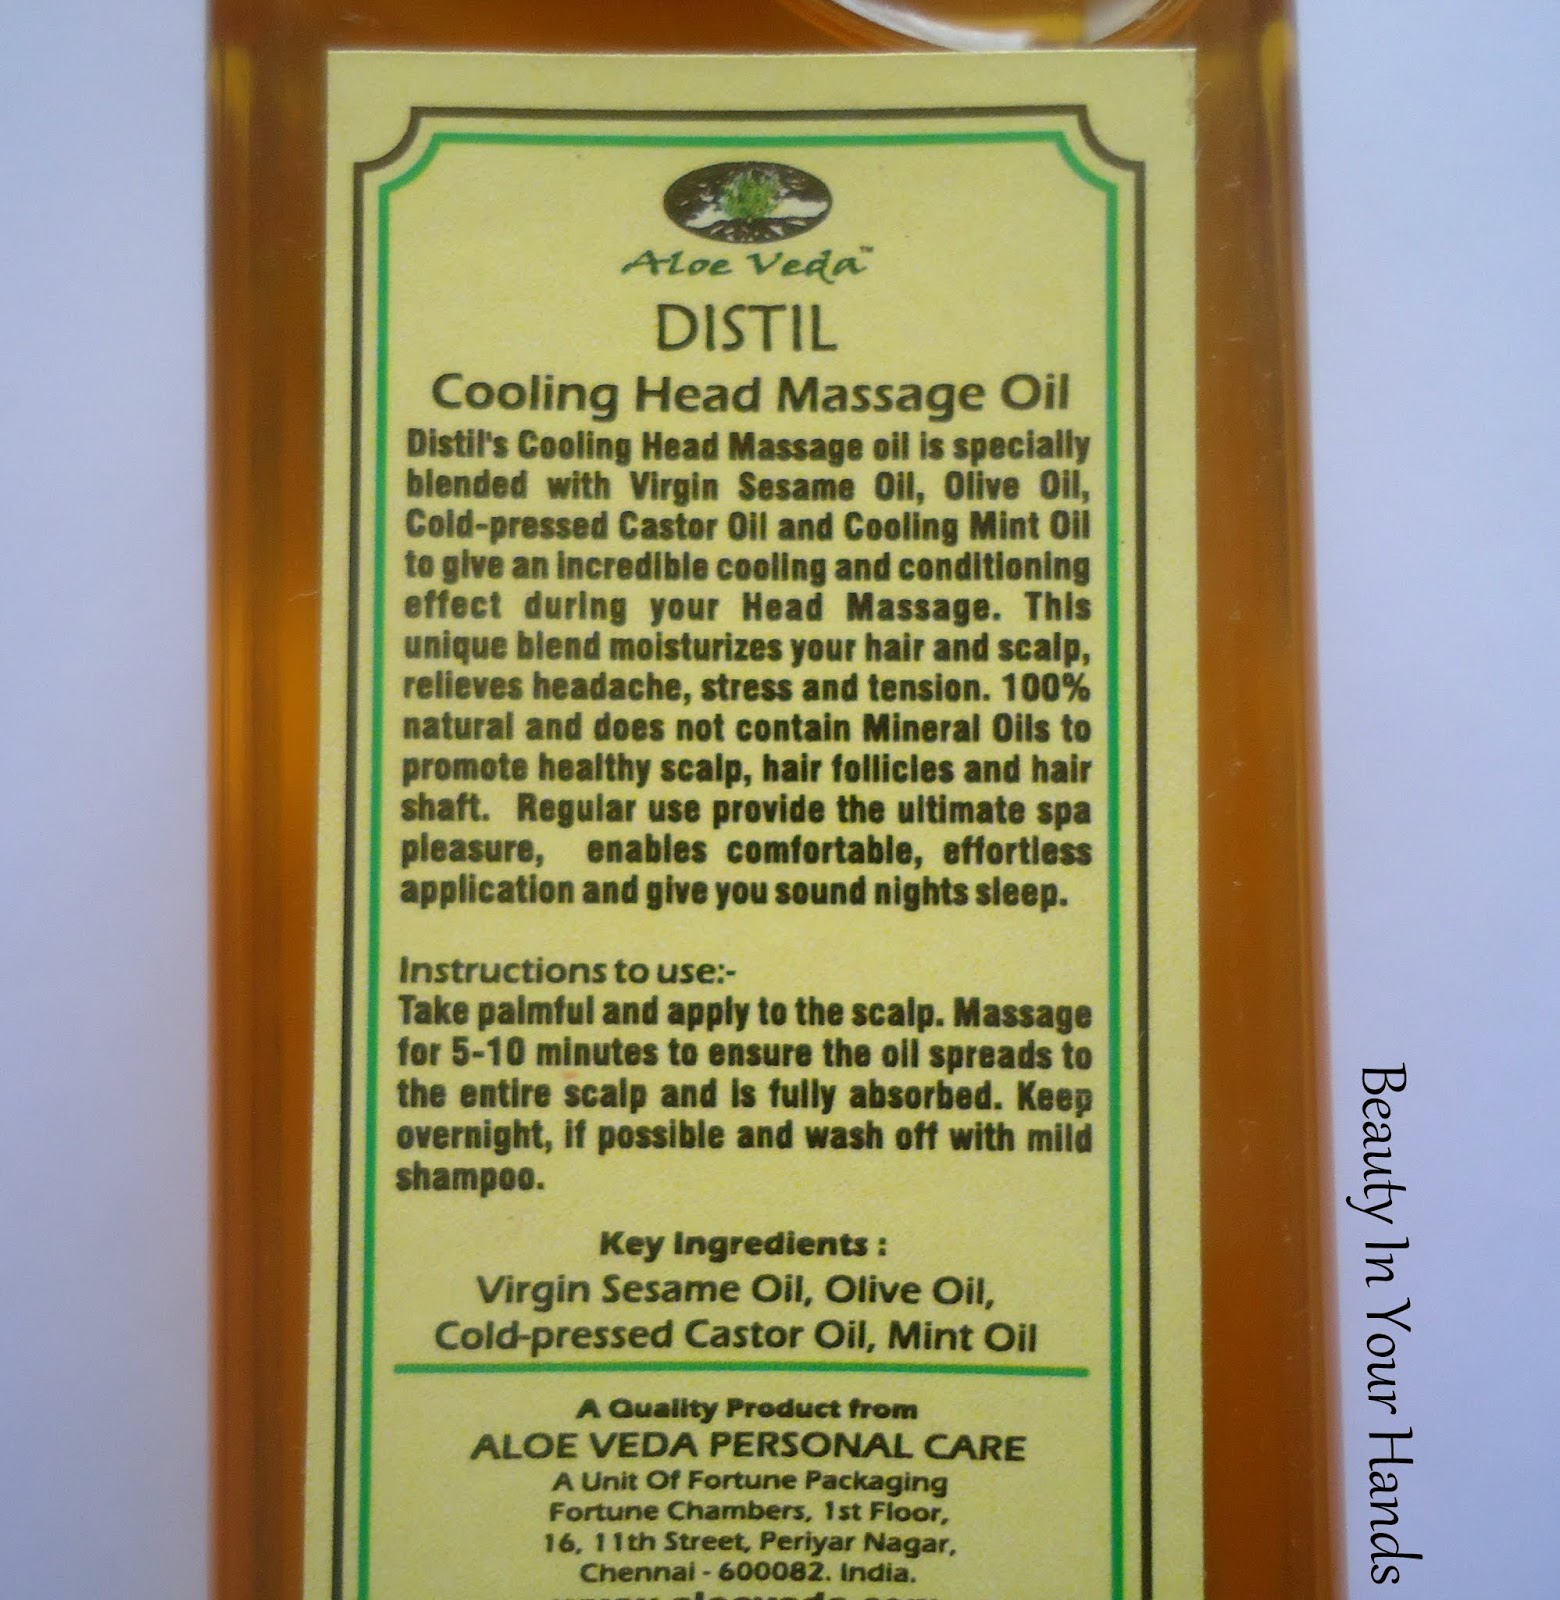 Aloe Veda™
DISTIL
Cooling Head Massage Oil
Distil's Cooling Head Massage oil is specially
blended with Virgin Sesame Oil, Olive Oil,
Cold-pressed Castor Oil and Cooling Mint Oil
to give an incredible cooling and conditioning
effect during your Head Massage. This
unique blend moisturizes your hair and scalp,
relieves headache, stress and tension. 100%
natural and does not contain Mineral Oils to
promote healthy scalp, hair follicles and hair
shaft. Regular use provide the ultimate spa
pleasure, enables comfortable, effortless
application and give you sound nights sleep.
Instructions to use:-
Take palmful and apply to the scalp. Massage
for 5-10 minutes to ensure the oil spreads to
the entire scalp and is fully absorbed. Keep
overnight, if possible and wash off with mild
shampoo.
Key Ingredients :
Virgin Sesame Oil, Olive Oil,
Cold-pressed Castor Oil, Mint Oil
A Quality Product from
ALOE VEDA PERSONAL CARE
A Unit Of Fortune Packaging
Fortune Chambers, 1st Floor,
16, 11th Street, Periyar Nagar,
Chennai - 600082. India.
Beauty In Your Hands